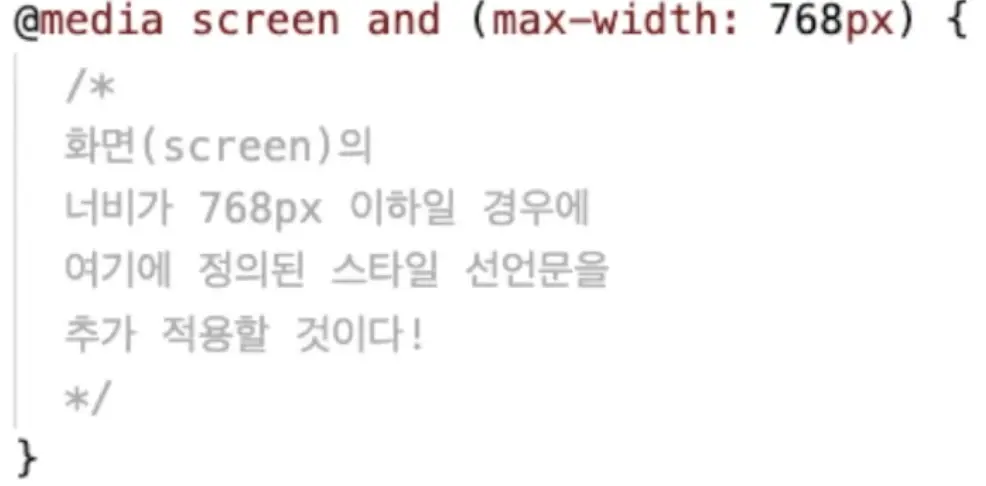 @media screen and (max-width: 768px) {
/*
화면(screen)의
너비가 768px 이하일 경우에
여기에 정의된 스타일 선언문을
추가 적용할 것이다!
*/
}